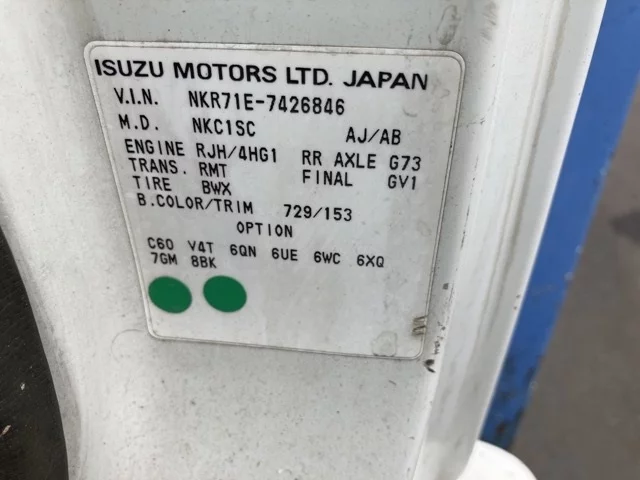 ISUZU MOTORS LTD. JAPAN
V.I.N. NKR71E-7426846
M.D. NKC1SC AJ/AB
ENGINE RJH/4HG1 RR AXLE G73
TRANS. RMT FINAL GV1
TIRE BWX
B.COLOR/TRIM 729/153
OPTION
C60 V4T 6QN 6UE 6WC 6XQ
7GM 8BK